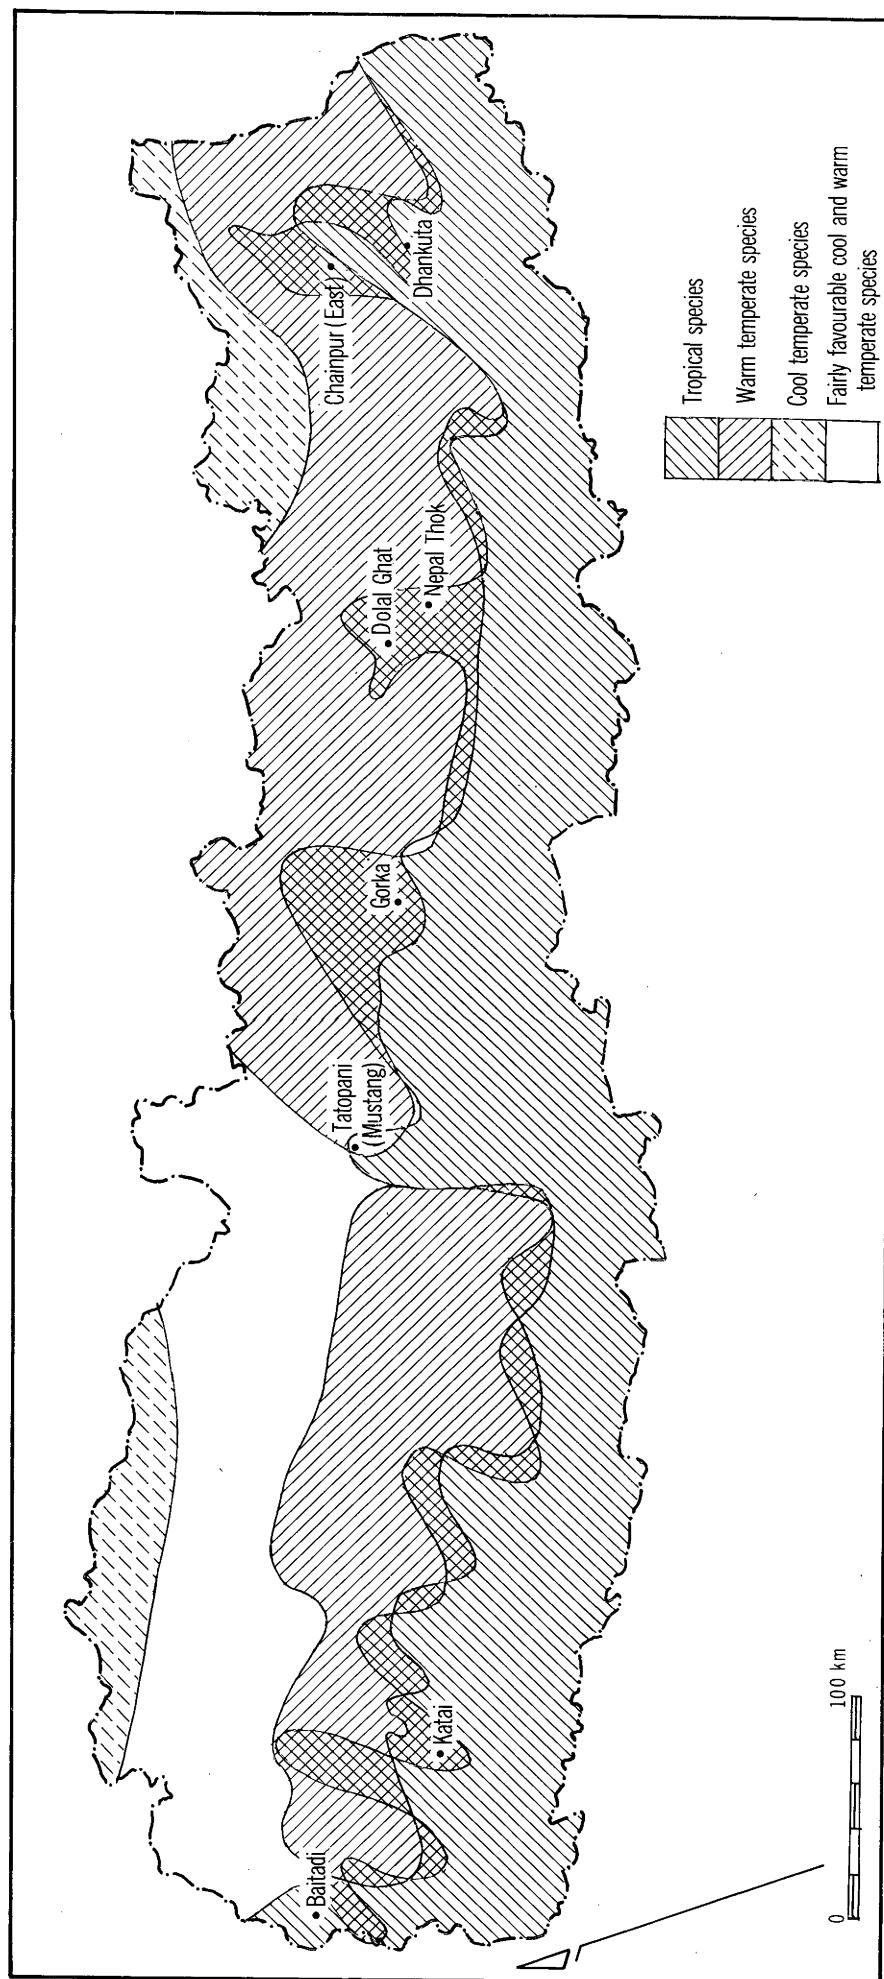 Baitadi
Katai
Tatopani
(Mustang)
Gorka
Dolal Ghat
Nepal Thok
Chainpur (East)
Dhankuta
Tropical species
Warm temperate species
Cool temperate species
Fairly favourable cool and warm
temperate species
0
100 km